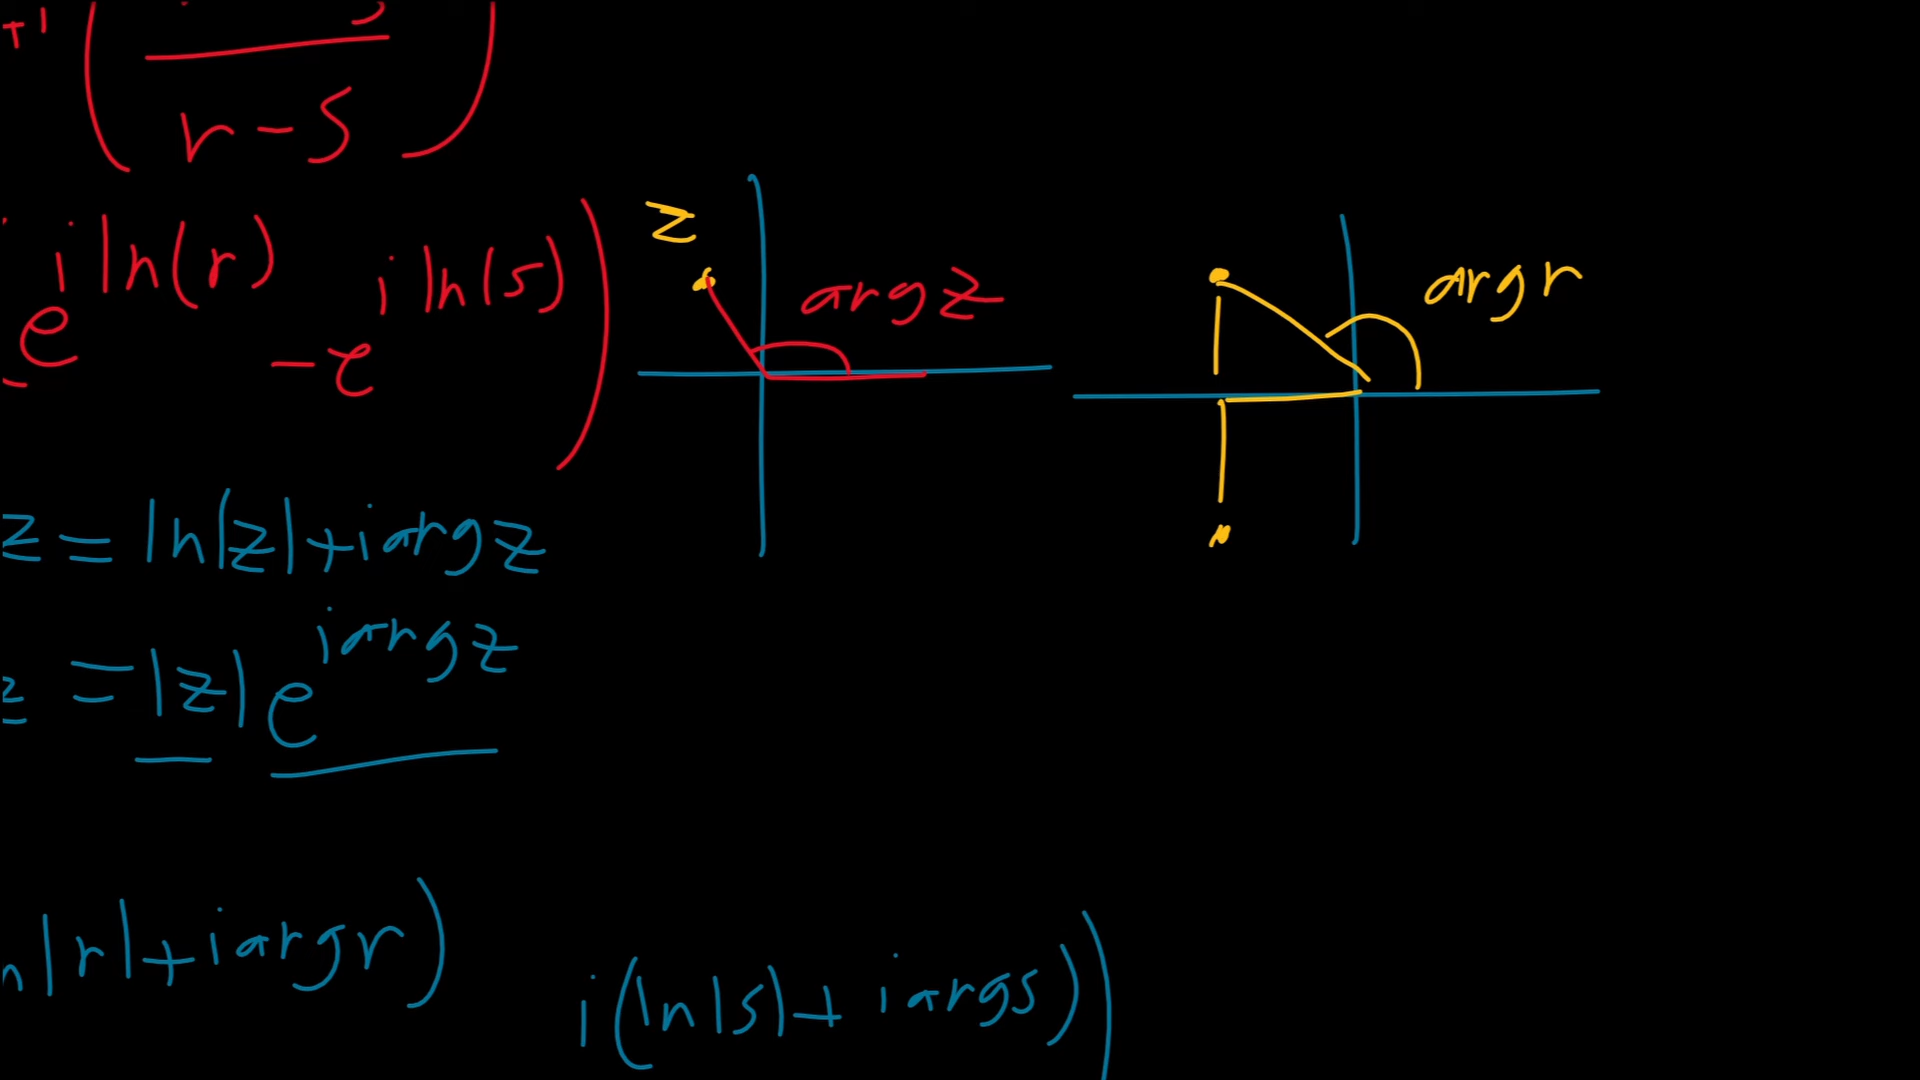 r-s
e^{i ln(r)} - e^{i ln(s)})
z
arg z
arg r
z = ln|z| + i arg z
z = |z| e^{i arg z}
n|r| + i arg r)
i(ln|s| + i arg s))